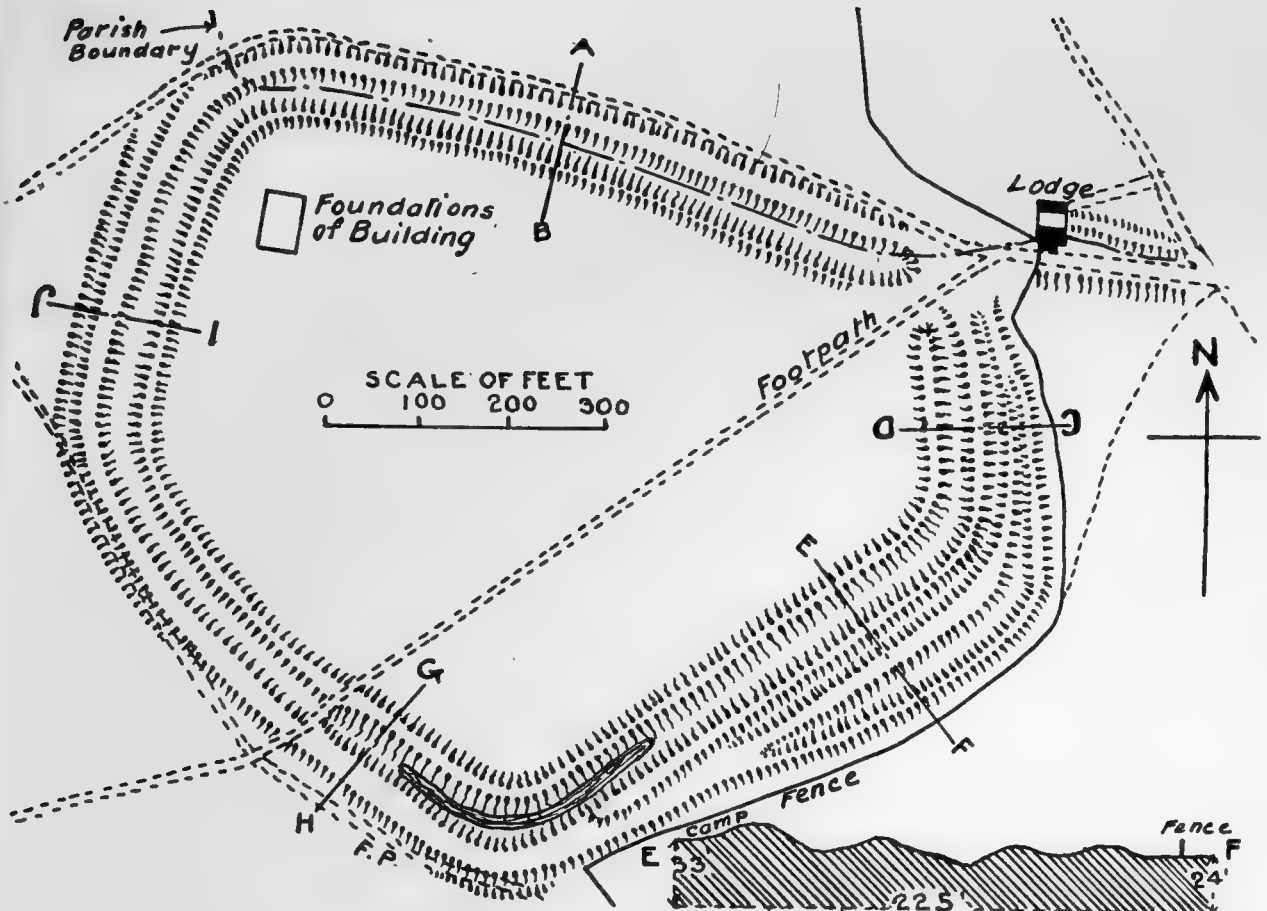 Parish
Boundary
A
B
Lodge
Foundations
of Building
J
I
SCALE OF FEET
0 100 200 300
Footpath
N
D C
E
F
G
H
F.P.
Fence
Camp
Fence
E
F
33'
24'
225'